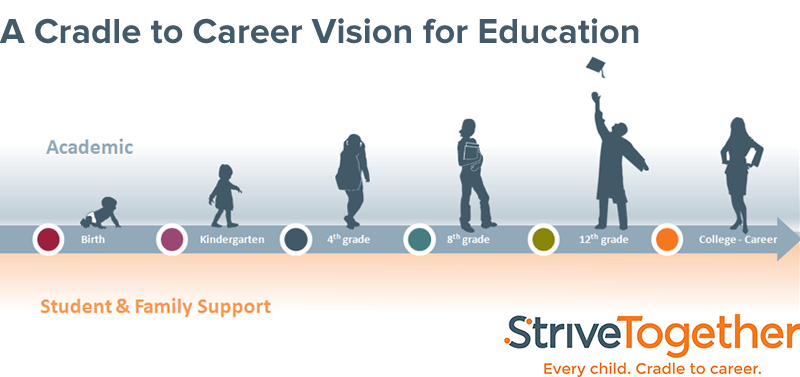 A Cradle to Career Vision for Education
Academic
Birth
Kindergarten
4th grade
8th grade
12th grade
College - Career
Student & Family Support
StriveTogether
Every child. Cradle to career.